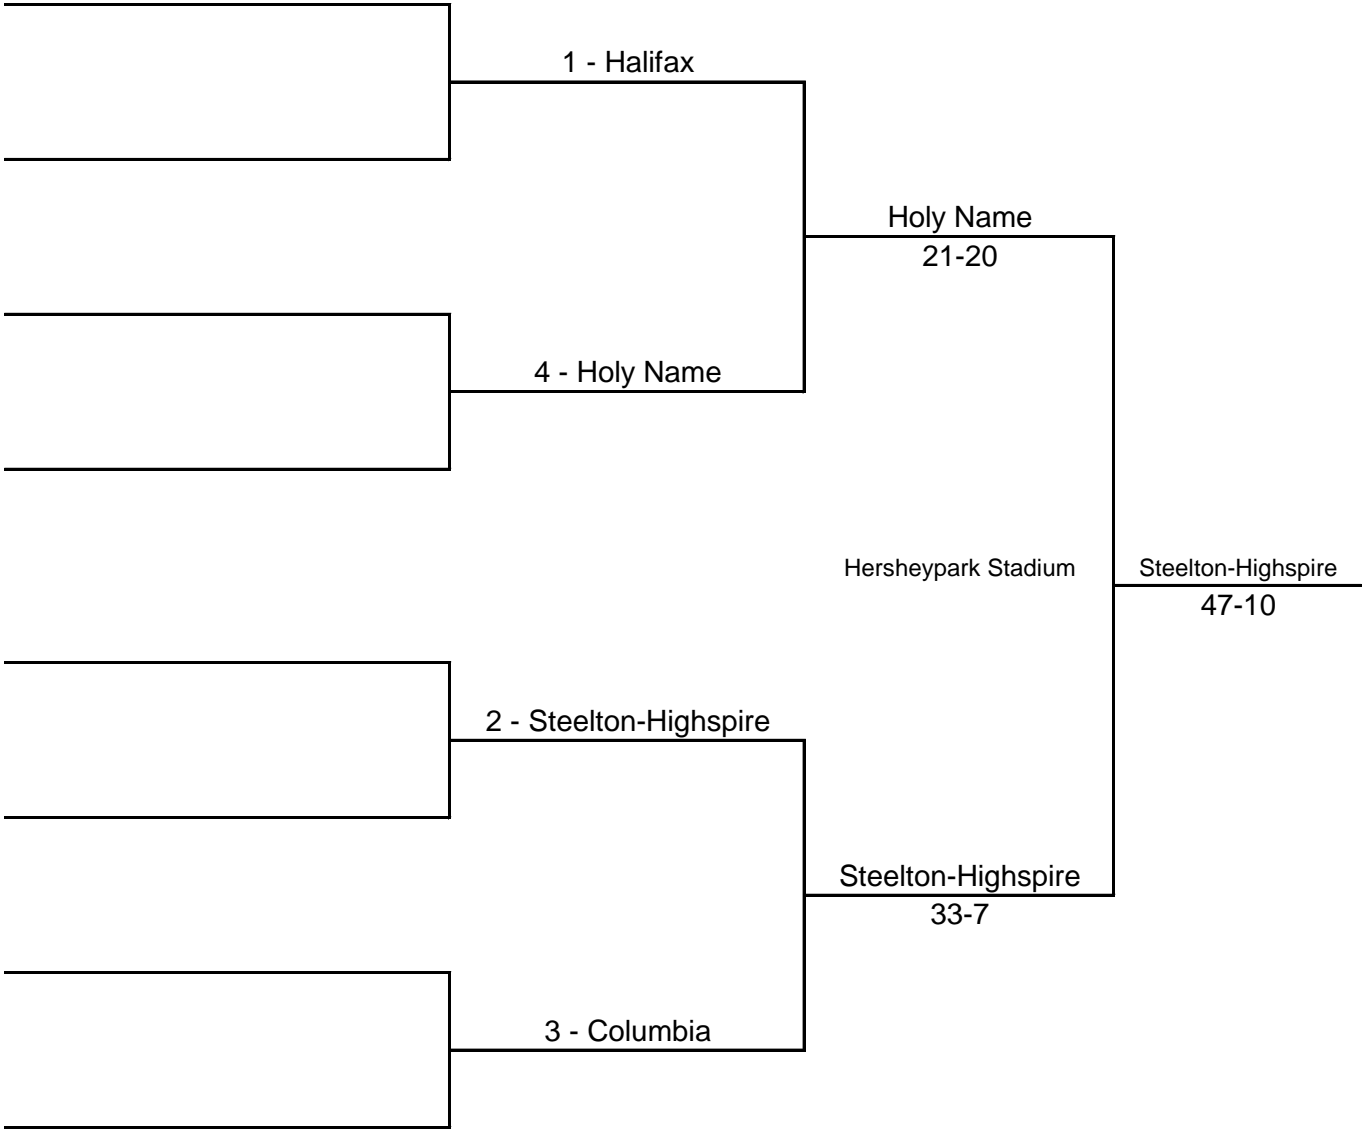 1 - Halifax
Holy Name
21-20
4 - Holy Name
Hersheypark Stadium
Steelton-Highspire
47-10
2 - Steelton-Highspire
Steelton-Highspire
33-7
3 - Columbia